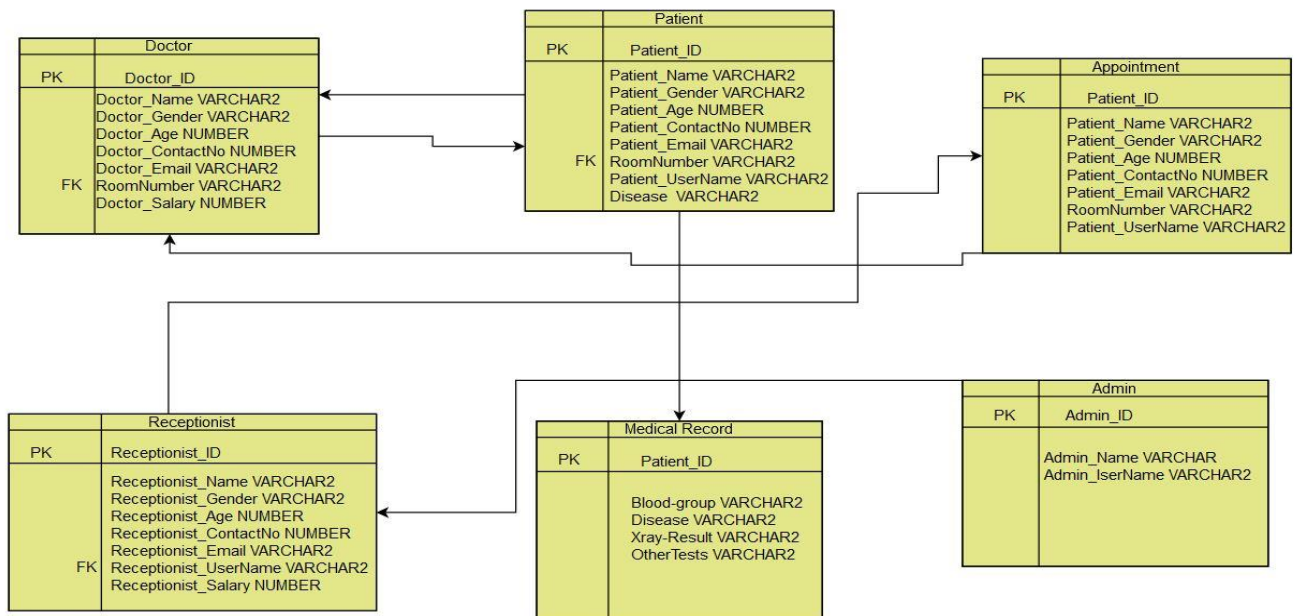 Doctor
PK Doctor_ID
Doctor_Name VARCHAR2
Doctor_Gender VARCHAR2
Doctor_Age NUMBER
Doctor_ContactNo NUMBER
Doctor_Email VARCHAR2
FK RoomNumber VARCHAR2
Doctor_Salary NUMBER
Patient
PK Patient_ID
Patient_Name VARCHAR2
Patient_Gender VARCHAR2
Patient_Age NUMBER
Patient_ContactNo NUMBER
Patient_Email VARCHAR2
FK RoomNumber VARCHAR2
Patient_UserName VARCHAR2
Disease VARCHAR2
Appointment
PK Patient_ID
Patient_Name VARCHAR2
Patient_Gender VARCHAR2
Patient_Age NUMBER
Patient_ContactNo NUMBER
Patient_Email VARCHAR2
RoomNumber VARCHAR2
Patient_UserName VARCHAR2
Receptionist
PK Receptionist_ID
Receptionist_Name VARCHAR2
Receptionist_Gender VARCHAR2
Receptionist_Age NUMBER
Receptionist_ContactNo NUMBER
Receptionist_Email VARCHAR2
FK Receptionist_UserName VARCHAR2
Receptionist_Salary NUMBER
Medical Record
PK Patient_ID
Blood-group VARCHAR2
Disease VARCHAR2
Xray-Result VARCHAR2
OtherTests VARCHAR2
Admin
PK Admin_ID
Admin_Name VARCHAR
Admin_IserName VARCHAR2